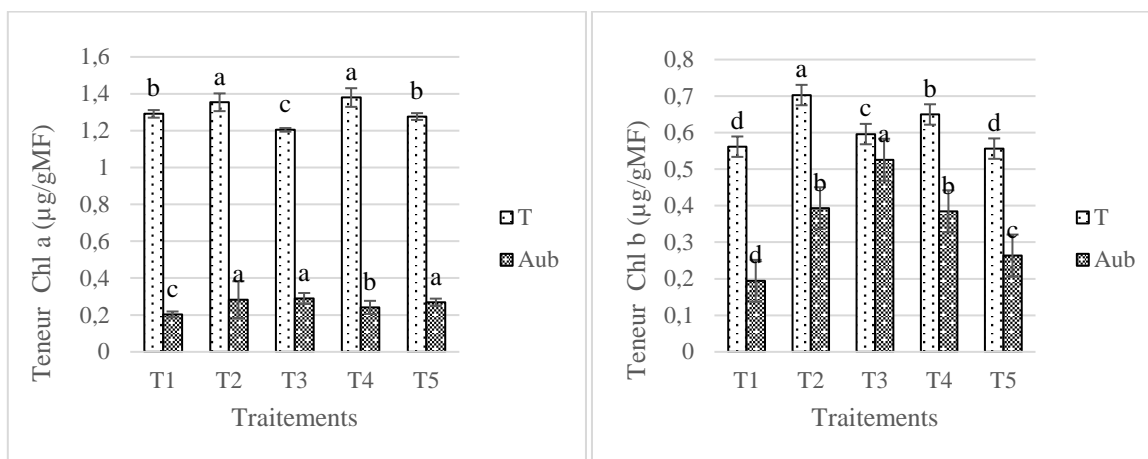 Teneur Chl a (µg/gMF)
1,6
1,4
1,2
1
0,8
0,6
0,4
0,2
0
b
a
c
a
b
c
a
a
b
a
T1
T2
T3
T4
T5
Traitements
T
Aub
Teneur Chl b (µg/gMF)
0,8
0,7
0,6
0,5
0,4
0,3
0,2
0,1
0
d
a
c
b
d
d
b
a
b
c
T1
T2
T3
T4
T5
Traitements
T
Aub